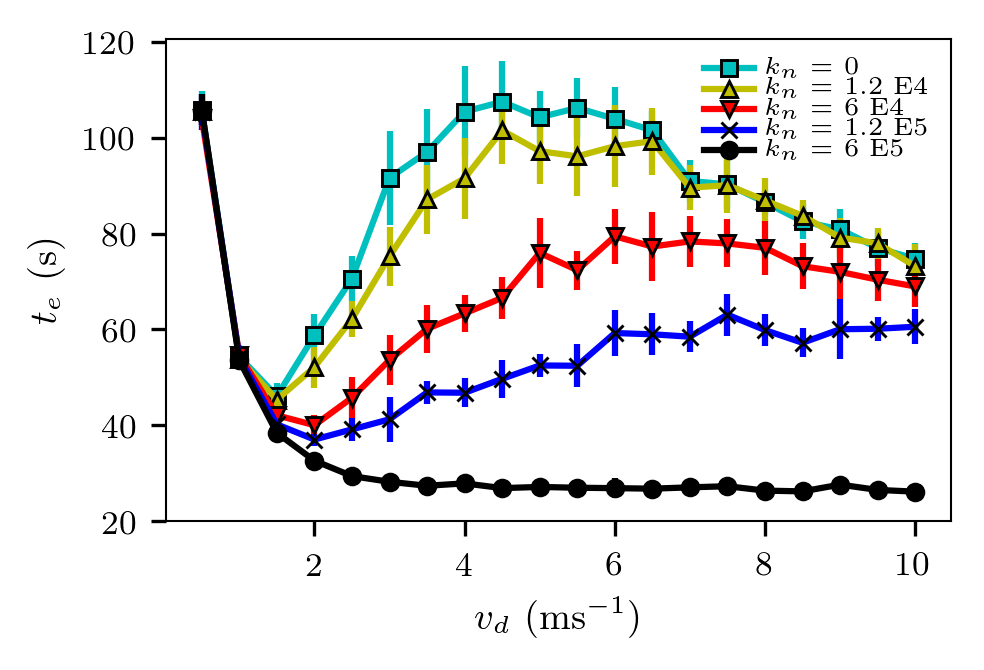 120
100
80
60
40
20
t_e (s)
k_n = 0
k_n = 1.2 E4
k_n = 6 E4
k_n = 1.2 E5
k_n = 6 E5
2 4 6 8 10
v_d (ms⁻¹)